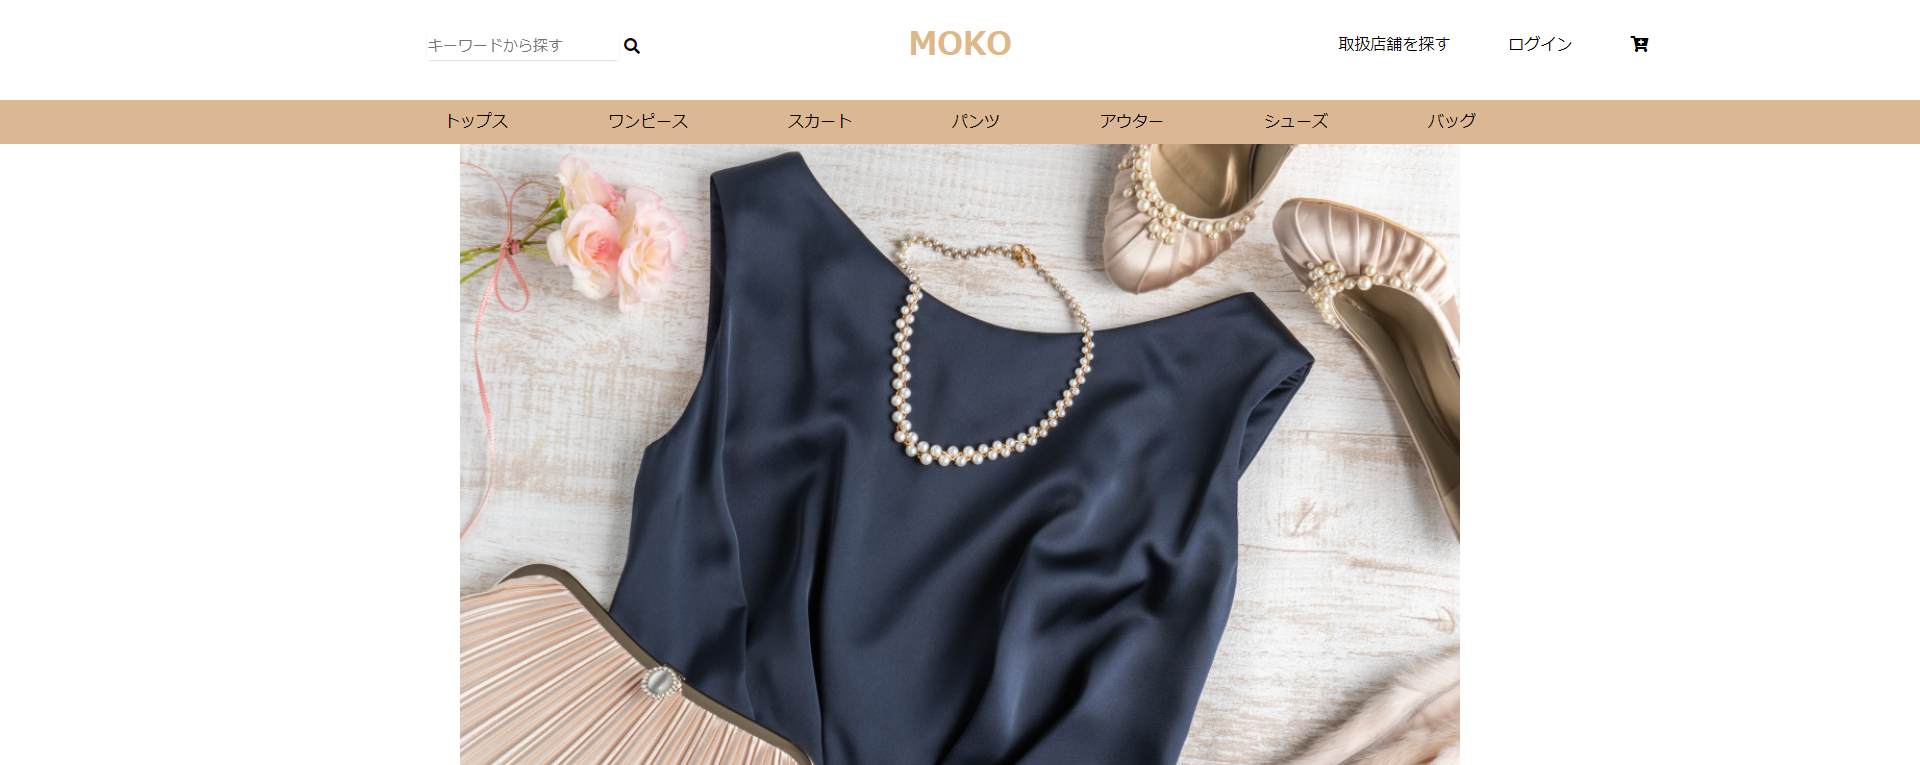 キーワードから探す
MOKO
取扱店舗を探す
ログイン
トップス
ワンピース
スカート
パンツ
アウター
シューズ
バッグ